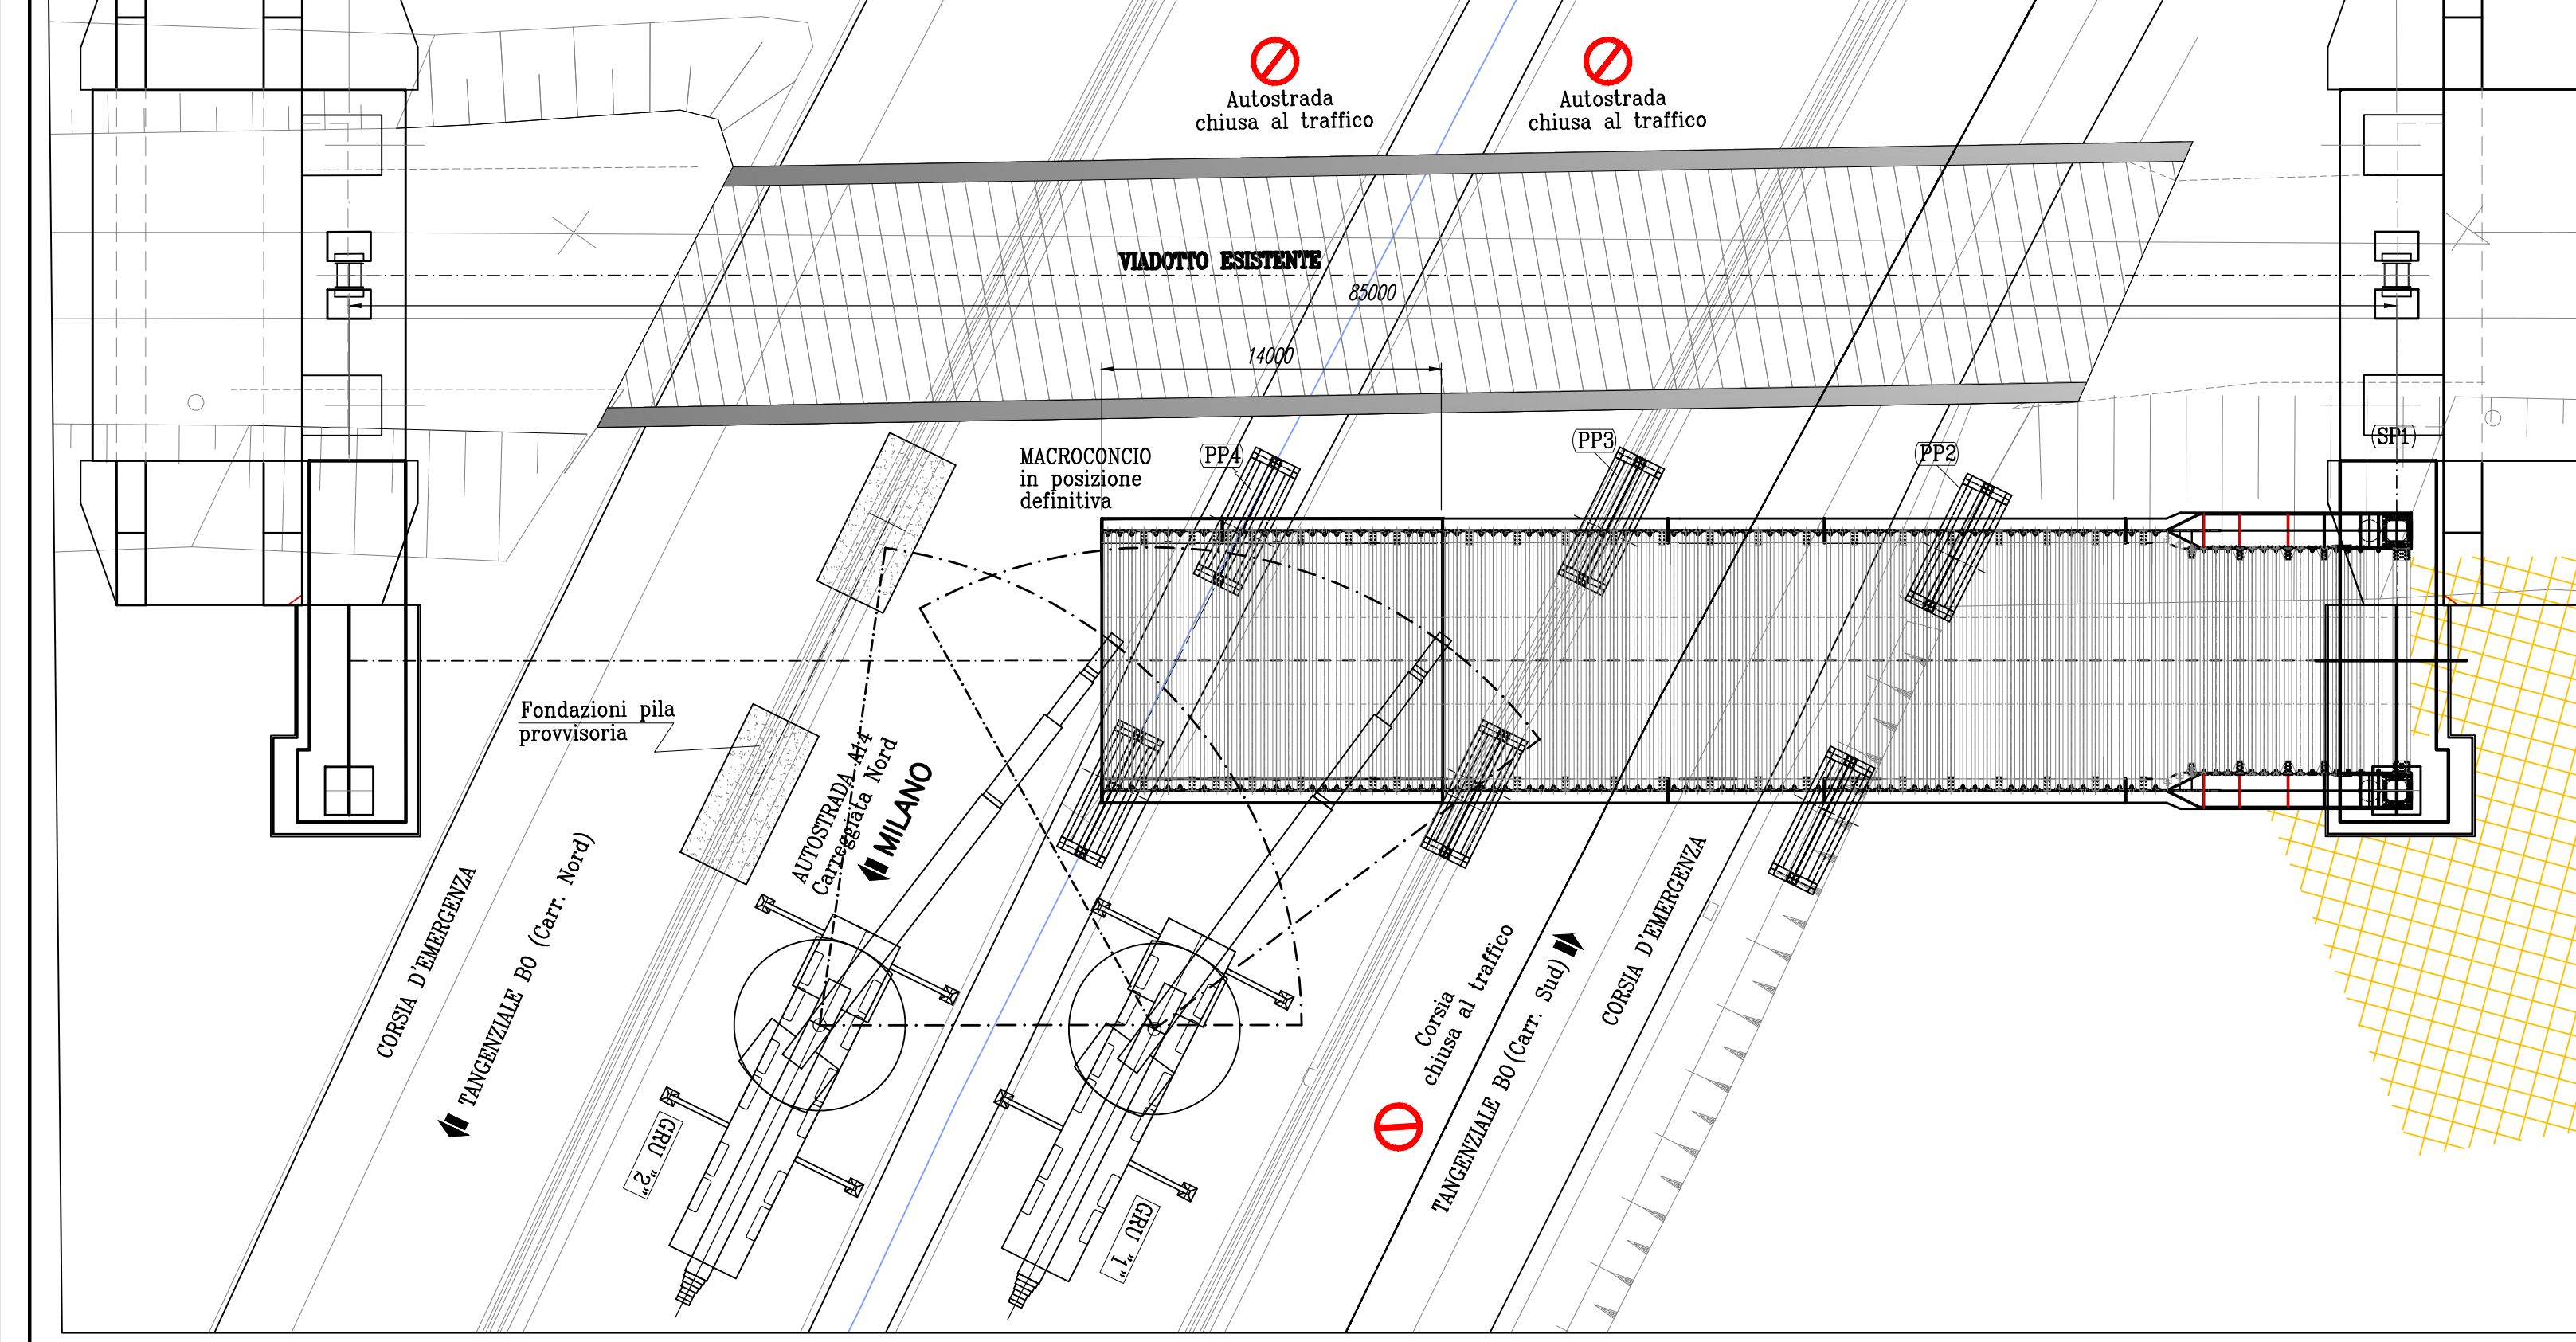 Autostrada
chiusa al traffico
Autostrada
chiusa al traffico
VIADOTTO ESISTENTE
85000
14000
MACROCONCIO
in posizione
definitiva
PP4
PP3
PP2
SP1
Fondazioni pila
provvisoria
AUTOSTRADA A14
Carreggiata Nord
MILANO
CORSIA D'EMERGENZA
TANGENZIALE BO (Carr. Nord)
GRU "2"
GRU "1"
Corsia
chiusa al traffico
TANGENZIALE BO(Carr. Sud)
CORSIA D'EMERGENZA